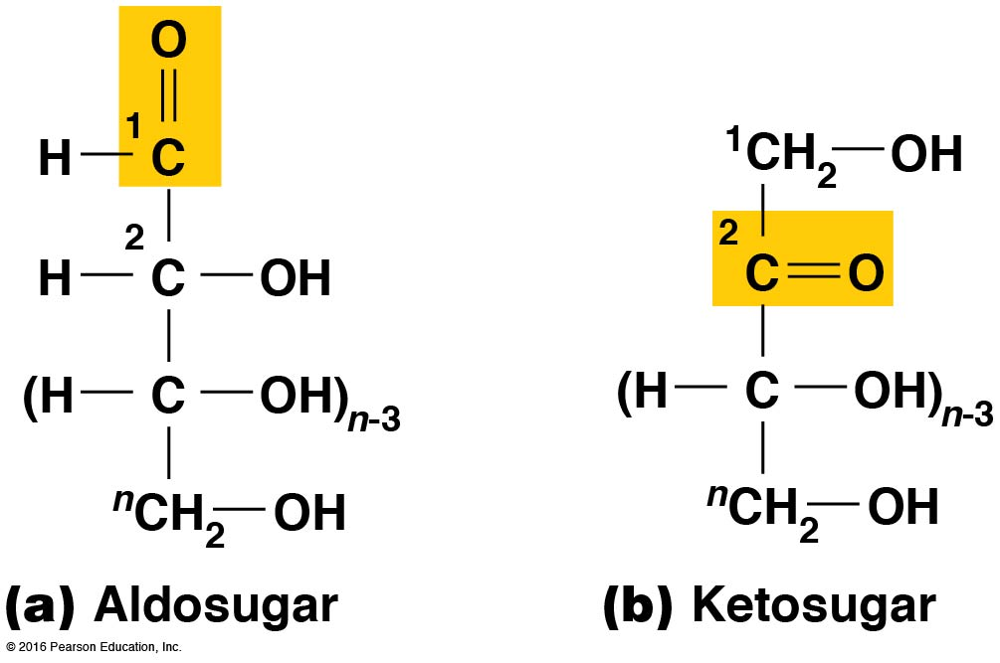 O
1
H C
2
H C OH
(H C OH)n-3
nCH2 OH
(a) Aldosugar
1CH2 OH
2
C O
(H C OH)n-3
nCH2 OH
(b) Ketosugar
© 2016 Pearson Education, Inc.